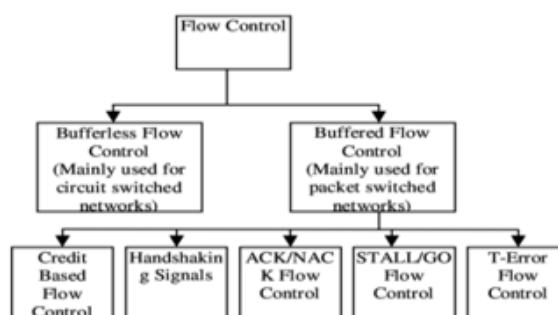 Flow Control
Bufferless Flow
Control
(Mainly used for
circuit switched
networks)
Buffered Flow
Control
(Mainly used for
packet switched
networks)
Credit
Based
Flow
Control
Handshakin
g Signals
ACK/NAC
K Flow
Control
STALL/GO
Flow
Control
T-Error
Flow
Control